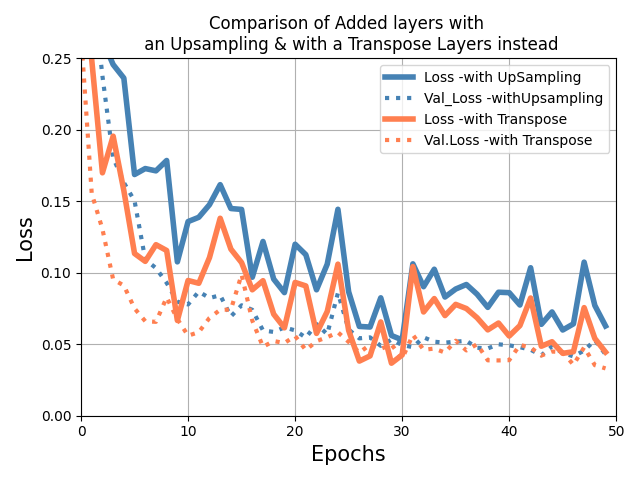 Comparison of Added layers with
an Upsampling & with a Transpose Layers instead
Loss -with UpSampling
Val_Loss -withUpsampling
Loss -with Transpose
Val.Loss -with Transpose
Loss
0.25
0.20
0.15
0.10
0.05
0.00
0 10 20 30 40 50
Epochs